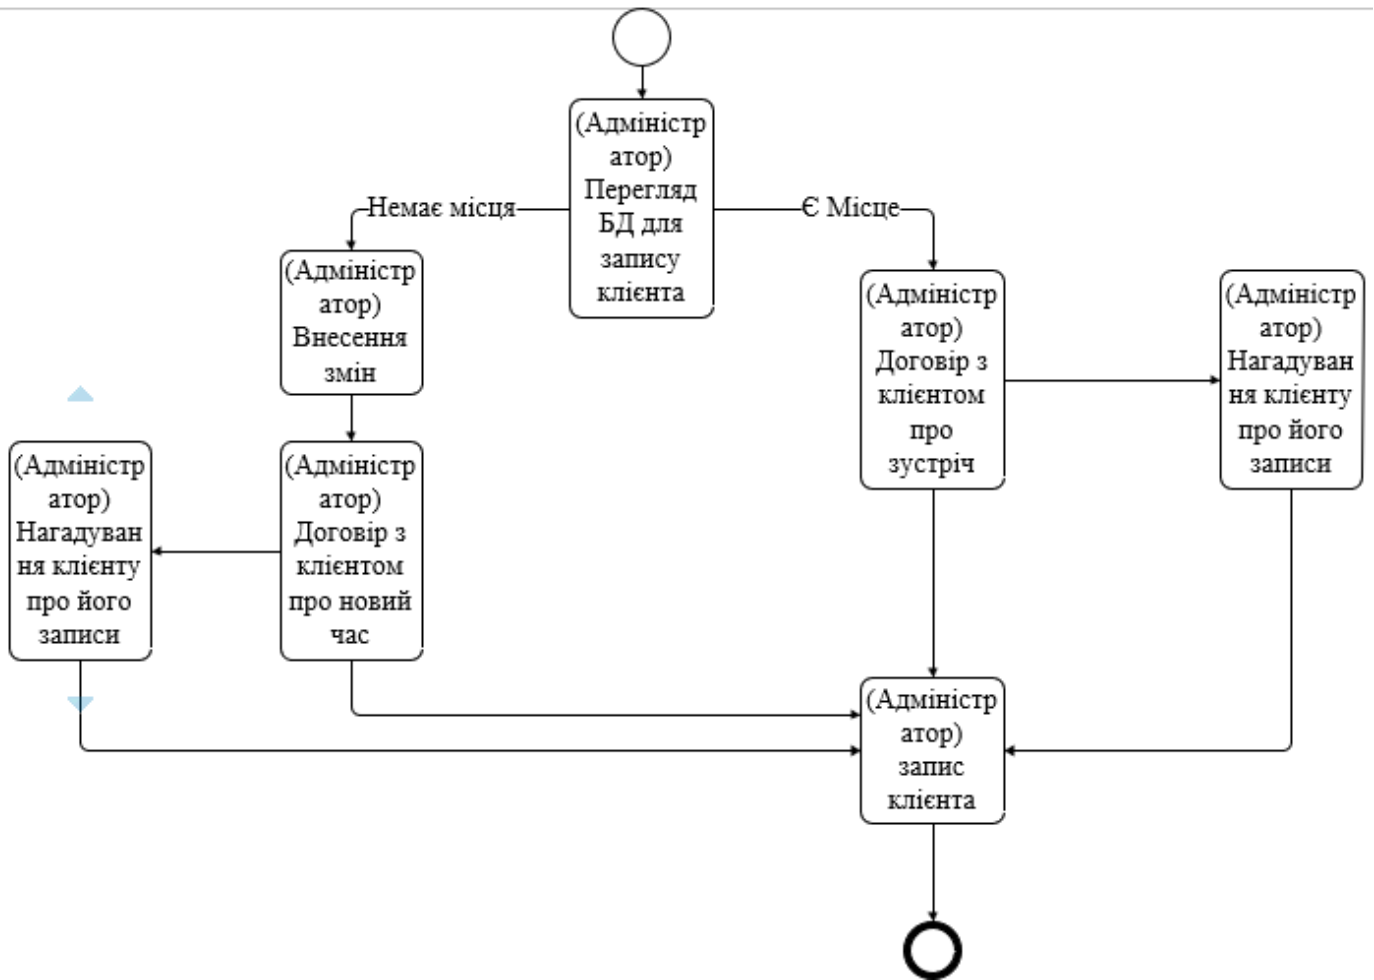 (Адміністр
атор)
Перегляд
БД для
запису
клієнта
Немає місця
Є Місце
(Адміністр
атор)
Внесення
змін
(Адміністр
атор)
Договір з
клієнтом
про
зустріч
(Адміністр
атор)
Нагадуван
ня клієнту
про його
записи
(Адміністр
атор)
Нагадуван
ня клієнту
про його
записи
(Адміністр
атор)
Договір з
клієнтом
про новий
час
(Адміністр
атор)
запис
клієнта